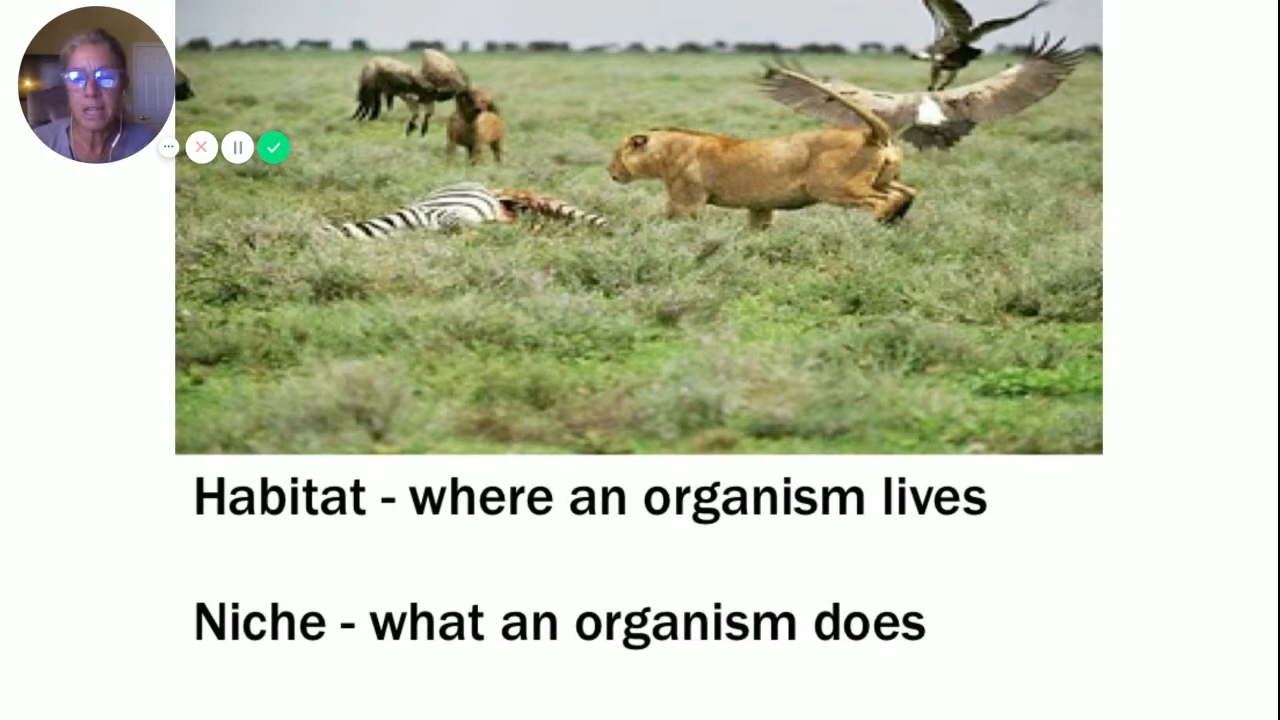 Habitat - where an organism lives
Niche - what an organism does